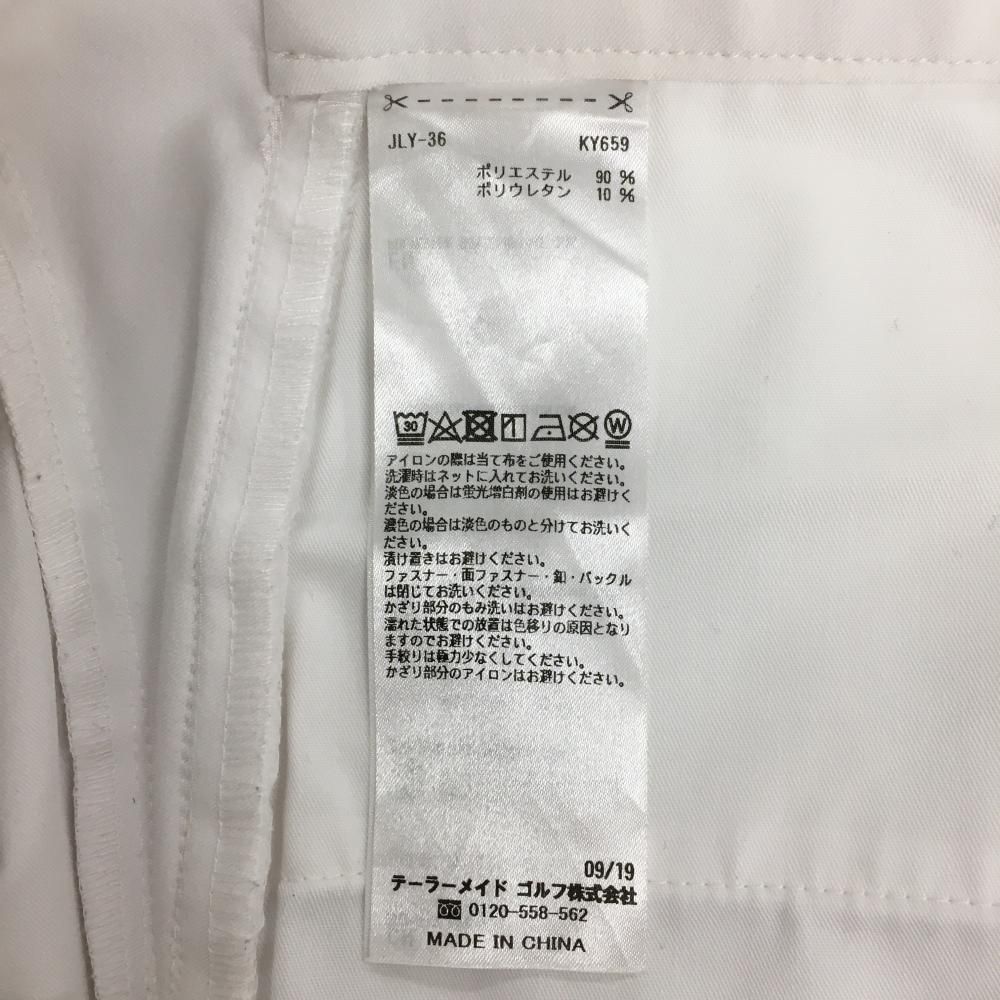 JLY-36 KY659
ポリエステル 90 %
ポリウレタン 10 %
30 W
アイロンの際は当て布をご使用ください。
洗濯時はネットに入れてお洗いください。
淡色の場合は蛍光増白剤の使用はお避けく
ださい。
濃色の場合は淡色のものと分けてお洗いく
ださい。
漬け置きはお避けください。
ファスナー・面ファスナー・釦・バックル
は閉じてお洗いください。
かざり部分のもみ洗いはお避けください。
濡れた状態での放置は色移りの原因となり
ますのでお避けください。
手絞りは極力少なくしてください。
かざり部分のアイロンはお避けください。
09/19
テーラーメイド ゴルフ株式会社
0120-558-562
MADE IN CHINA